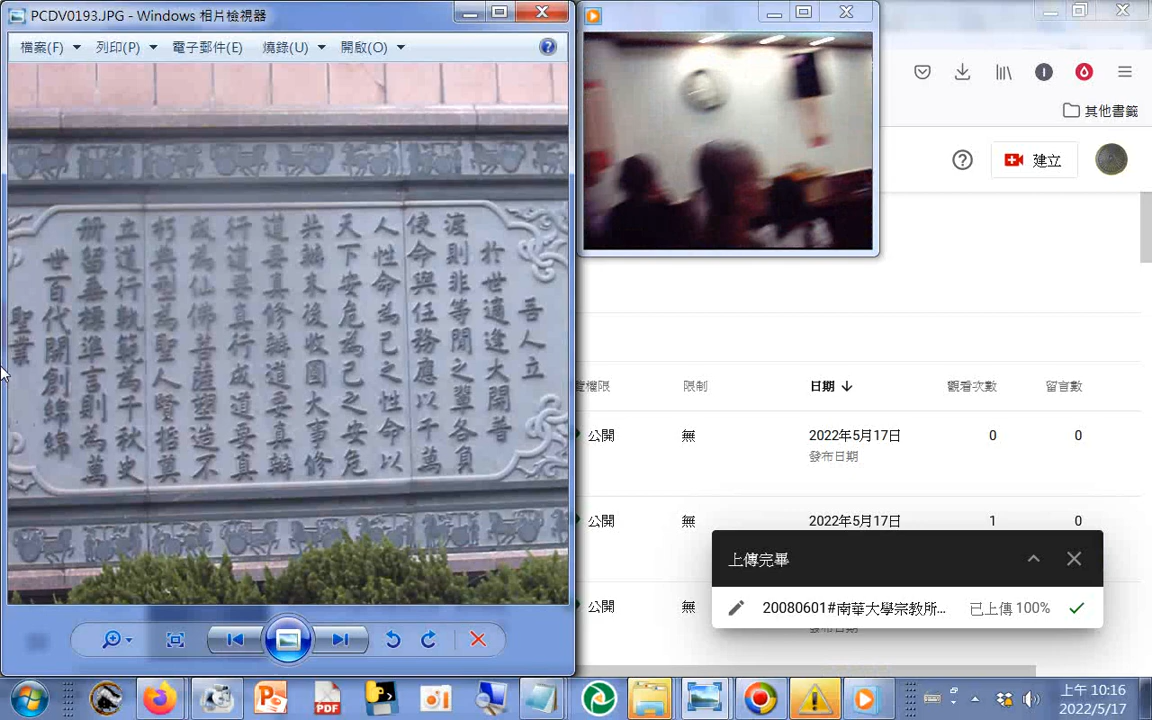 PCDV0193.JPG - Windows 相片檢視器
檔案(F) 列印(P) 電子郵件(E) 燒錄(U) 開啟(O)
吾人立
於世適逢大開普
渡則非等閒之輩各負
使命與任務應以千萬
人性命為己之性命以
天下安危為己之安危
共辦末後收圓大事修
道要真修辦道要真辦
行道要真行成道要真
成為仙佛菩薩塑造不
朽典型為聖人賢哲奠
立道行軌範為千秋史
冊留垂標準言則為萬
世百代開創綿綿
聖業
其他書籤
建立
權限 限制 日期 觀看次數 留言數
公開 無 2022年5月17日 0 0
發布日期
公開 無 2022年5月17日 1 0
公開 無
發布日期
上傳完畢
20080601#南華大學宗教所... 已上傳 100%
PDF
上午 10:16
2022/5/17